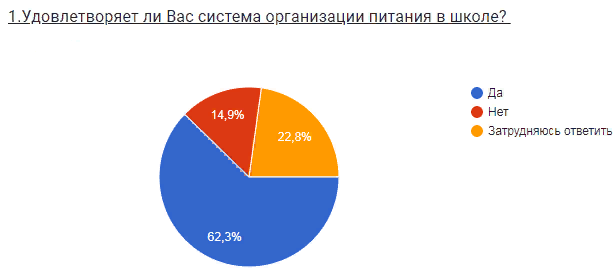 1.Удовлетворяет ли Вас система организации питания в школе?
Да
Нет
Затрудняюсь ответить
14,9%
22,8%
62,3%